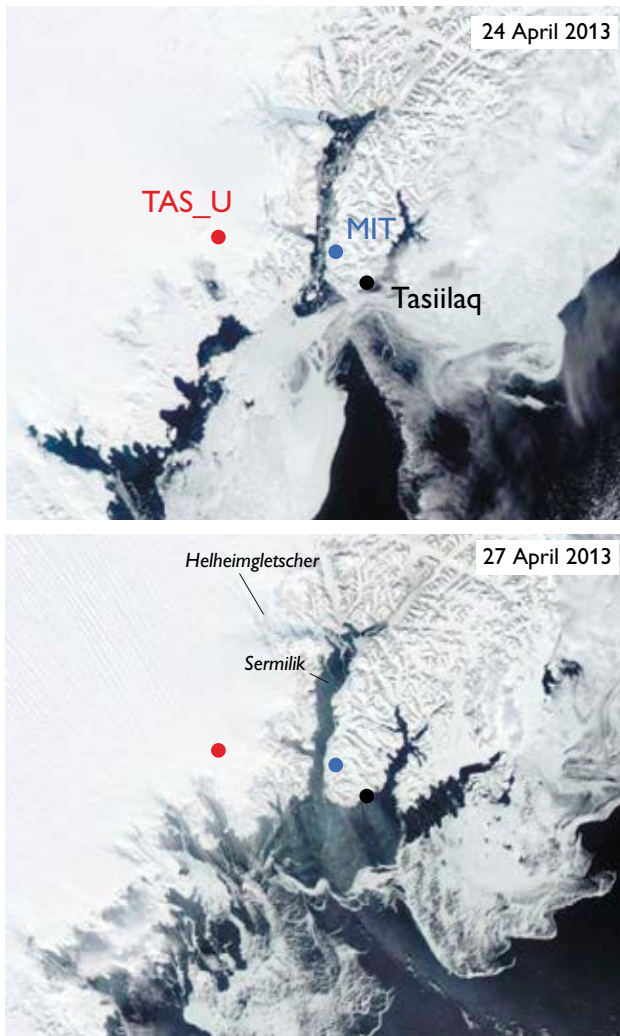 24 April 2013
TAS_U
MIT
Tasiilaq
27 April 2013
Helheimgletscher
Sermilik